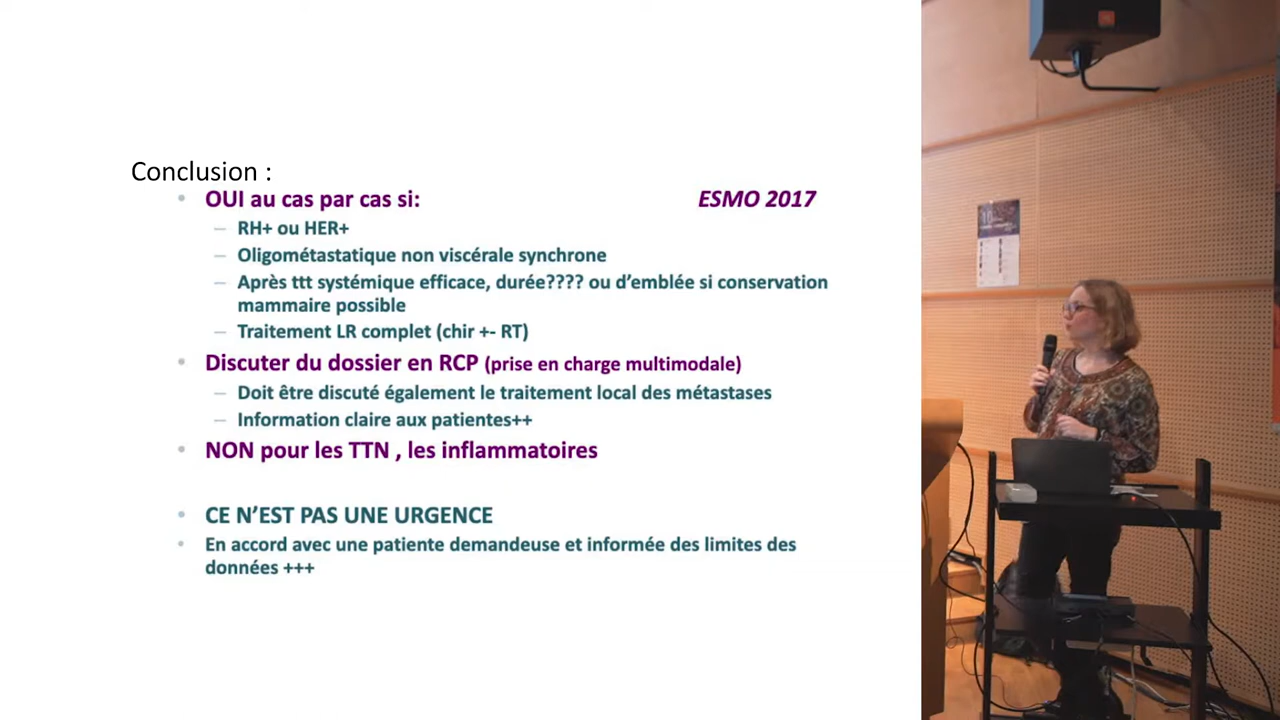 Conclusion :
• OUI au cas par cas si: ESMO 2017
– RH+ ou HER+
– Oligométastatique non viscérale synchrone
– Après ttt systémique efficace, durée???? ou d’emblée si conservation
mammaire possible
– Traitement LR complet (chir +- RT)
• Discuter du dossier en RCP (prise en charge multimodale)
– Doit être discuté également le traitement local des métastases
– Information claire aux patientes++
• NON pour les TTN , les inflammatoires
• CE N’EST PAS UNE URGENCE
• En accord avec une patiente demandeuse et informée des limites des
données +++